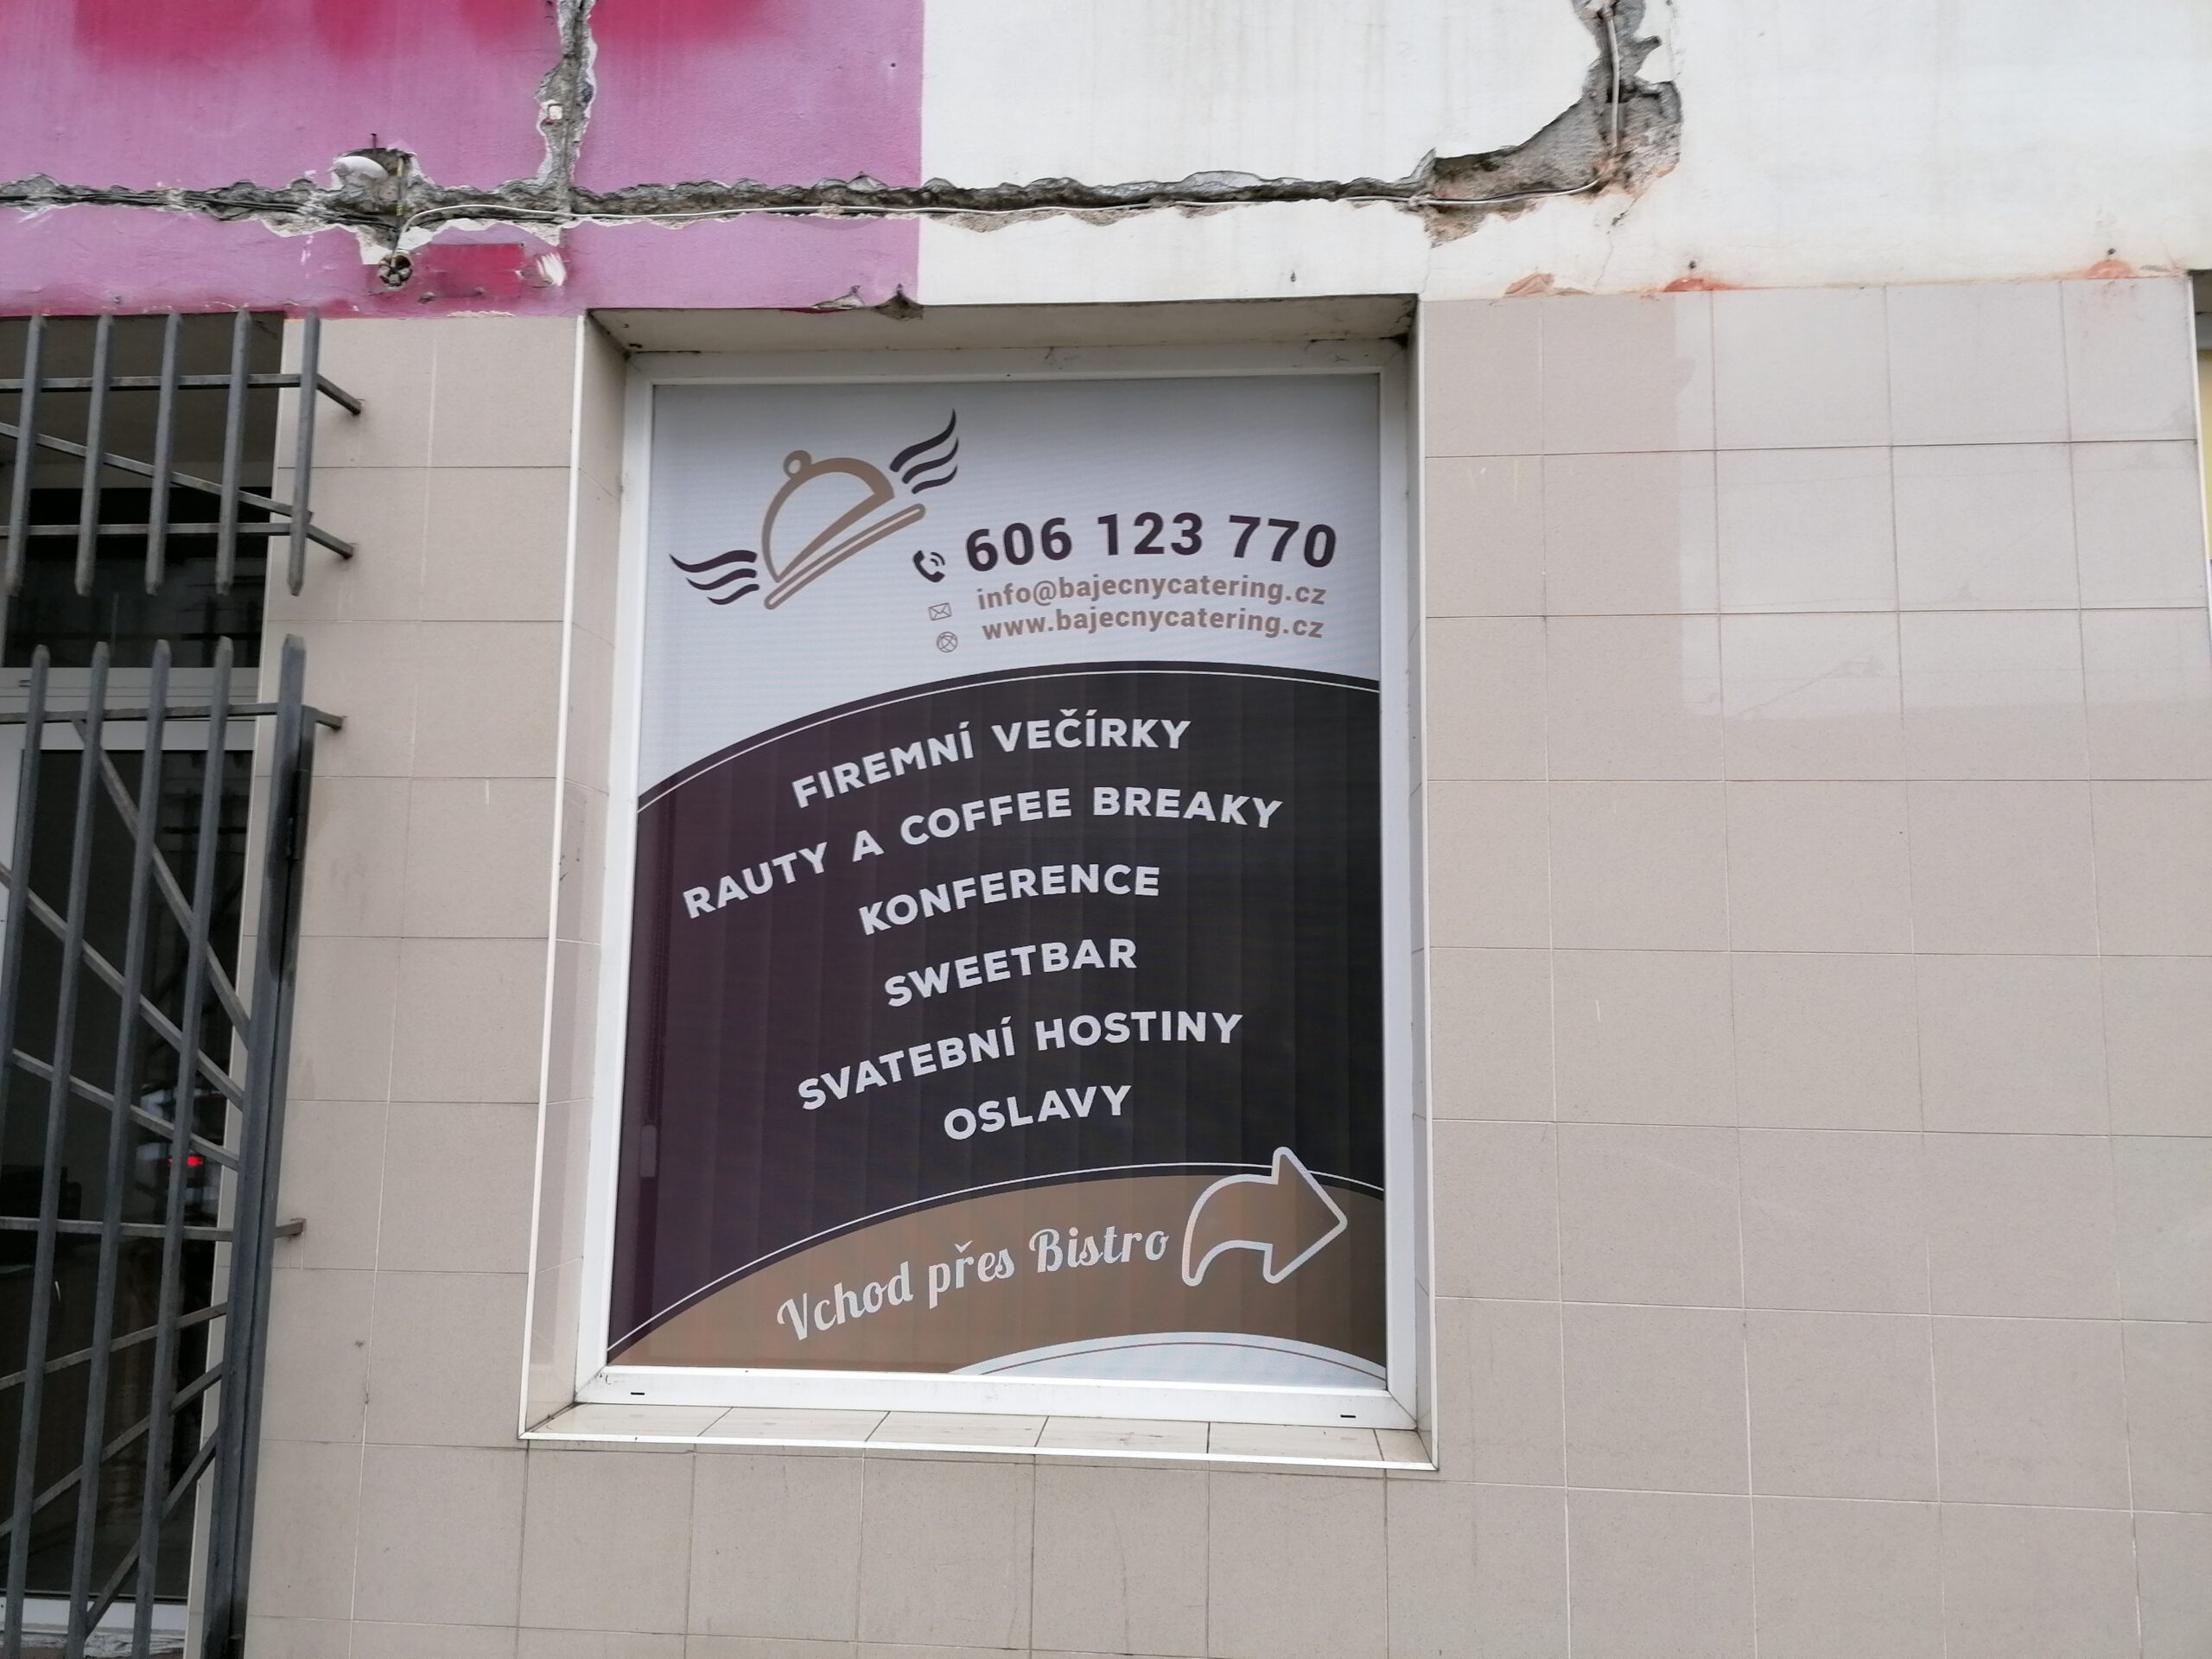 606 123 770
info@bajecnycatering.cz
www.bajecnycatering.cz
FIREMNÍ VEČÍRKY
RAUTY A COFFEE BREAKY
KONFERENCE
SWEETBAR
SVATEBNÍ HOSTINY
OSLAVY
Vchod přes Bistro